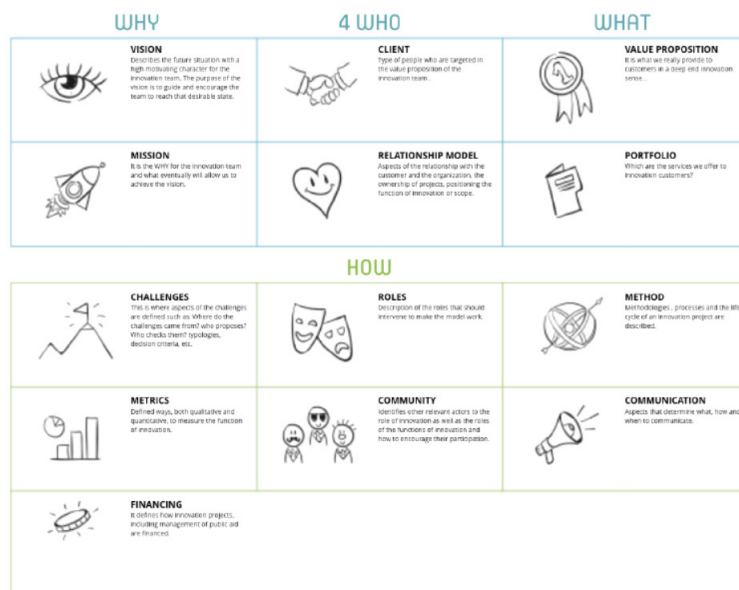 WHY
4 WHO
WHAT
VISION
Describes the future situation with a
high motivating character for the
innovation team. The purpose of the
vision is to guide and encourage the
team to reach that desirable state.
CLIENT
Type of people who are targeted in
the value proposition of the
innovation team..
VALUE PROPOSITION
It is what we really provide to
customers in a deep end innovation
sense...
MISSION
It is the WHY for the innovation team
and what eventually will allow us to
achieve the vision.
RELATIONSHIP MODEL
Aspects of the relationship with the
customer and the organization, the
ownership of projects, positioning the
function of innovation or scope.
PORTFOLIO
Which are the services we offer to
innovation customers?
HOW
CHALLENGES
This is where aspects of the challenges
are defined such as: Where do the
challenges came from? who proposes?
Who checks them? typologies,
decision criteria, etc.
ROLES
Description of the roles that should
intervene to make the model work.
METHOD
Methodologies , processes and the life
cycle of an innovation project are
described.
METRICS
Defined ways, both qualitative and
quantitative, to measure the function
of innovation.
COMMUNITY
Identifies other relevant actors to the
role of innovation as well as the roles
of the functions of innovation and
how to encourage their participation.
COMMUNICATION
Aspects that determine what, how and
when to communicate.
FINANCING
It defines how innovation projects,
including management of public aid
are financed.